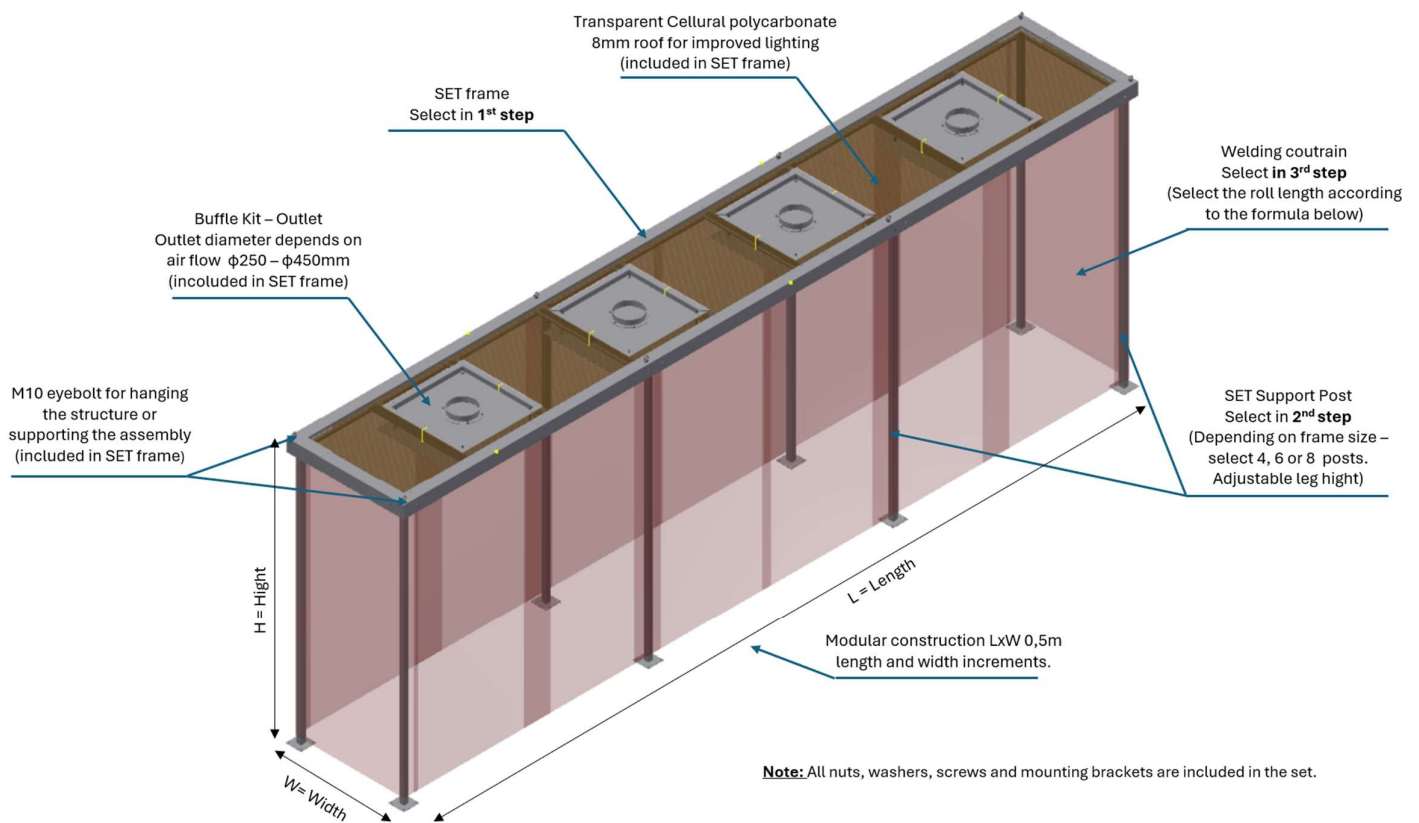 Transparent Cellural polycarbonate
8mm roof for improved lighting
(included in SET frame)
SET frame
Select in 1st step
Welding coutrain
Select in 3rd step
(Select the roll length according
to the formula below)
Buffle Kit – Outlet
Outlet diameter depends on
air flow ϕ250 – ϕ450mm
(incoluded in SET frame)
M10 eyebolt for hanging
the structure or
supporting the assembly
(included in SET frame)
SET Support Post
Select in 2nd step
(Depending on frame size –
select 4, 6 or 8 posts.
Adjustable leg hight)
H = Hight
L = Length
Modular construction LxW 0,5m
length and width increments.
W= Width
Note: All nuts, washers, screws and mounting brackets are included in the set.